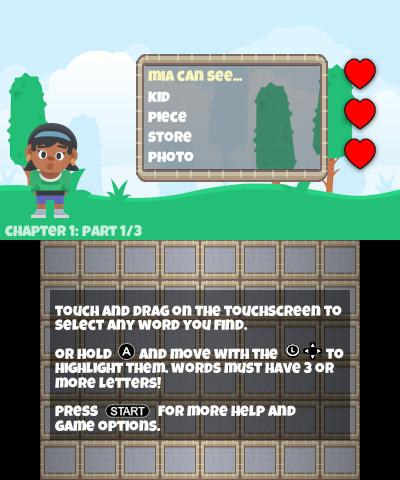 Mia can see...
kid
piece
store
photo
Chapter 1: Part 1/3
Touch and drag on the touchscreen to
select any word you find.
Or hold A and move with the L to
highlight them. Words must have 3 or
more letters!
Press START for more help and
game options.